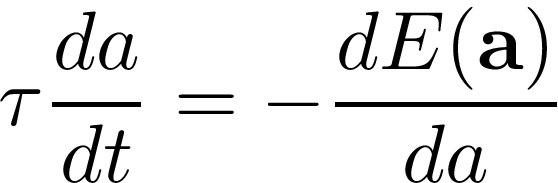 τ da/dt = − dE(𝐚)/da